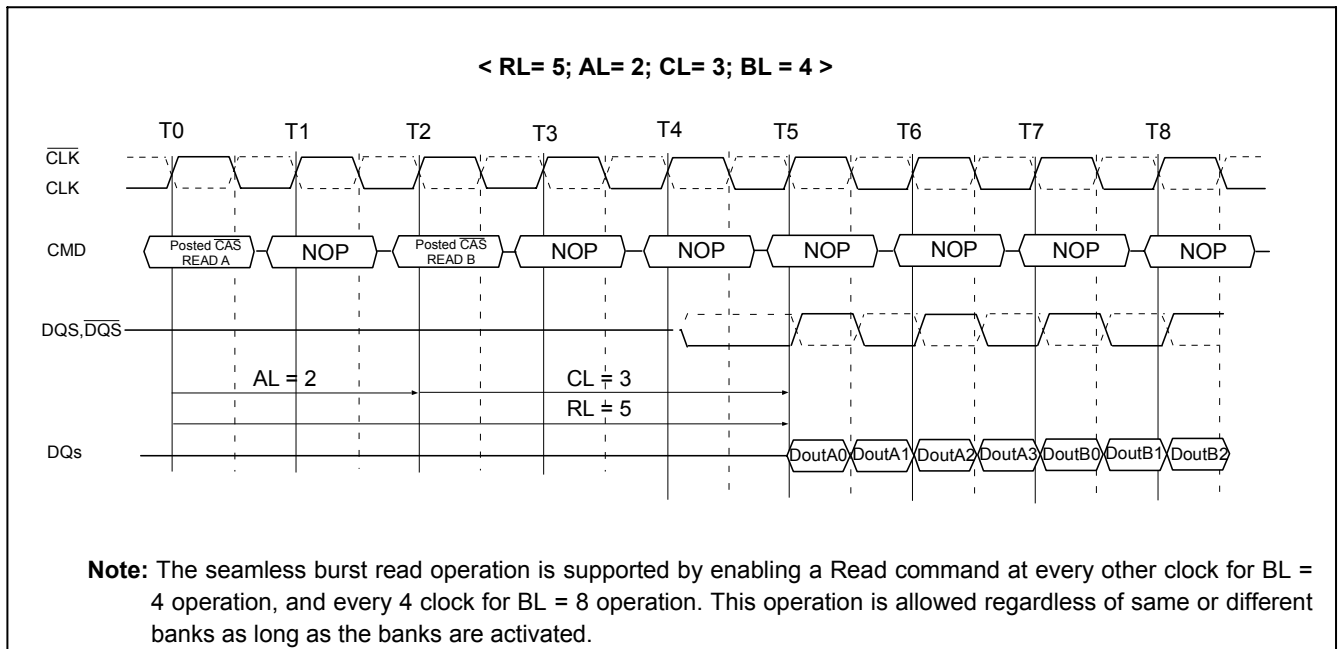 < RL= 5; AL= 2; CL= 3; BL = 4 >
T0 T1 T2 T3 T4 T5 T6 T7 T8
CLK
CLK
CMD
Posted CAS
READ A
NOP
Posted CAS
READ B
NOP
NOP
NOP
NOP
NOP
NOP
DQS,DQS
AL = 2
CL = 3
RL = 5
DQs
DoutA0 DoutA1 DoutA2 DoutA3 DoutB0 DoutB1 DoutB2
Note: The seamless burst read operation is supported by enabling a Read command at every other clock for BL =
4 operation, and every 4 clock for BL = 8 operation. This operation is allowed regardless of same or different
banks as long as the banks are activated.